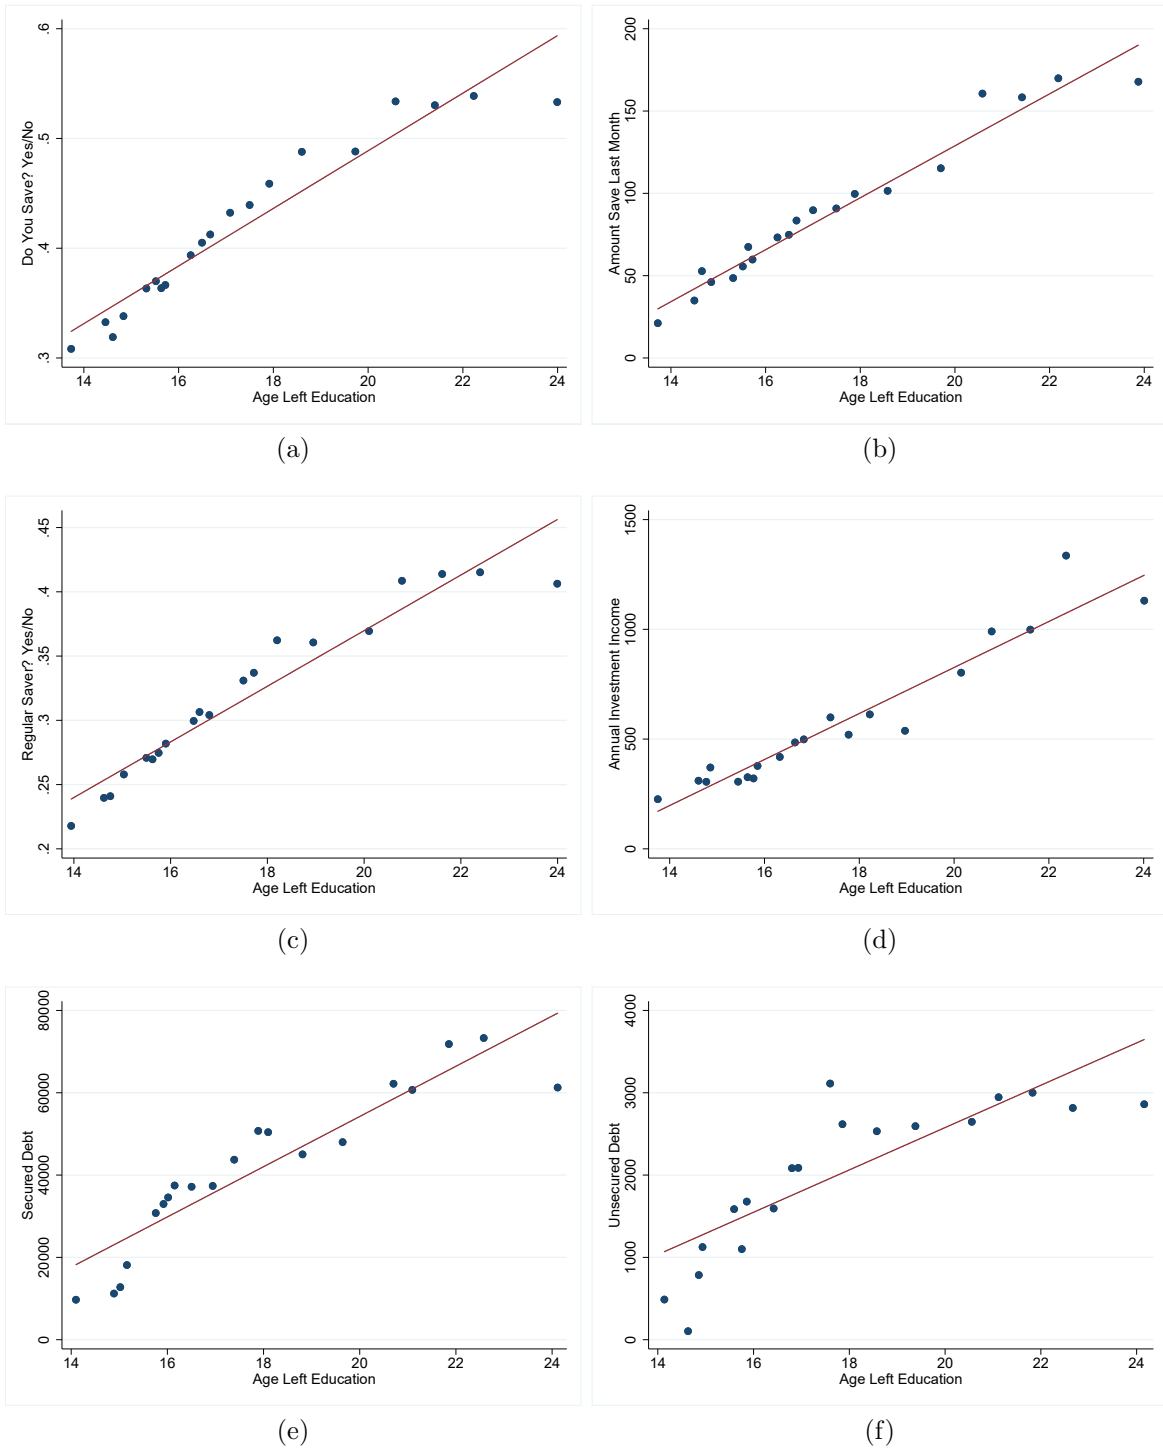 Do You Save? Yes/No
.6
.5
.4
.3
14 16 18 20 22 24
Age Left Education
(a)
Amount Save Last Month
200
150
100
50
0
14 16 18 20 22 24
Age Left Education
(b)
Regular Saver? Yes/No
.45
.4
.35
.3
.25
.2
14 16 18 20 22 24
Age Left Education
(c)
Annual Investment Income
1500
1000
500
0
14 16 18 20 22 24
Age Left Education
(d)
Secured Debt
80000
60000
40000
20000
0
14 16 18 20 22 24
Age Left Education
(e)
Unsecured Debt
4000
3000
2000
1000
0
14 16 18 20 22 24
Age Left Education
(f)